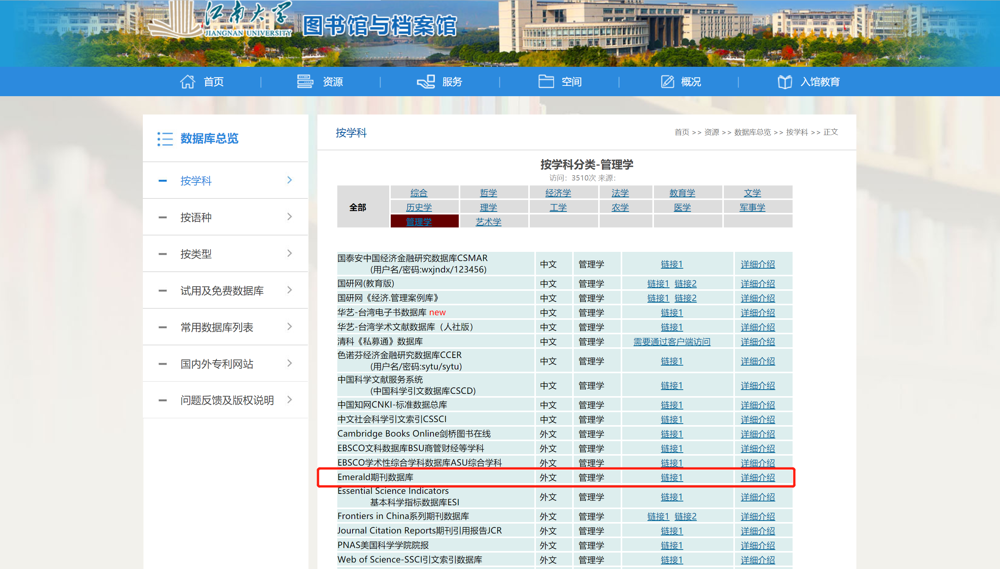 江南大学
JIANGNAN UNIVERSITY
图书馆与档案馆
首页 资源 服务 空间 概况 入馆教育
数据库总览
按学科
按语种
按类型
试用及免费数据库
常用数据库列表
国内外专利网站
问题反馈及版权说明
按学科
首页 >> 资源 >> 数据库总览 >> 按学科 >> 正文
按学科分类-管理学
访问：3510次 来源：
全部
综合 哲学 经济学 法学 教育学 文学
历史学 理学 工学 农学 医学 军事学
管理学 艺术学
国泰安中国经济金融研究数据库CSMAR
(用户名/密码:wxjndx/123456) 中文 管理学 链接1 详细介绍
国研网(教育版) 中文 管理学 链接1 链接2 详细介绍
国研网《经济.管理案例库》 中文 管理学 链接1 链接2 详细介绍
华艺-台湾电子书数据库 new 中文 管理学 链接1 详细介绍
华艺-台湾学术文献数据库（人社版） 中文 管理学 链接1 详细介绍
清科《私募通》数据库 中文 管理学 需要通过客户端访问 详细介绍
色诺芬经济金融研究数据库CCER
(用户名/密码:sytu/sytu) 中文 管理学 链接1 详细介绍
中国科学文献服务系统
(中国科学引文数据库CSCD) 中文 管理学 链接1 详细介绍
中国知网CNKI-标准数据总库 中文 管理学 链接1 详细介绍
中文社会科学引文索引CSSCI 中文 管理学 链接1 详细介绍
Cambridge Books Online剑桥图书在线 外文 管理学 链接1 详细介绍
EBSCO文科数据库BSU商管财经等学科 外文 管理学 链接1 详细介绍
EBSCO学术性综合学科数据库ASU综合学科 外文 管理学 链接1 详细介绍
Emerald期刊数据库 外文 管理学 链接1 详细介绍
Essential Science Indicators
基本科学指标数据库ESI 外文 管理学 链接1 详细介绍
Frontiers in China系列期刊数据库 外文 管理学 链接1 链接2 详细介绍
Journal Citation Reports期刊引用报告JCR 外文 管理学 链接1 详细介绍
PNAS美国科学学院院报 外文 管理学 链接1 详细介绍
Web of Science-SSCI引文索引数据库 外文 管理学 链接1 详细介绍